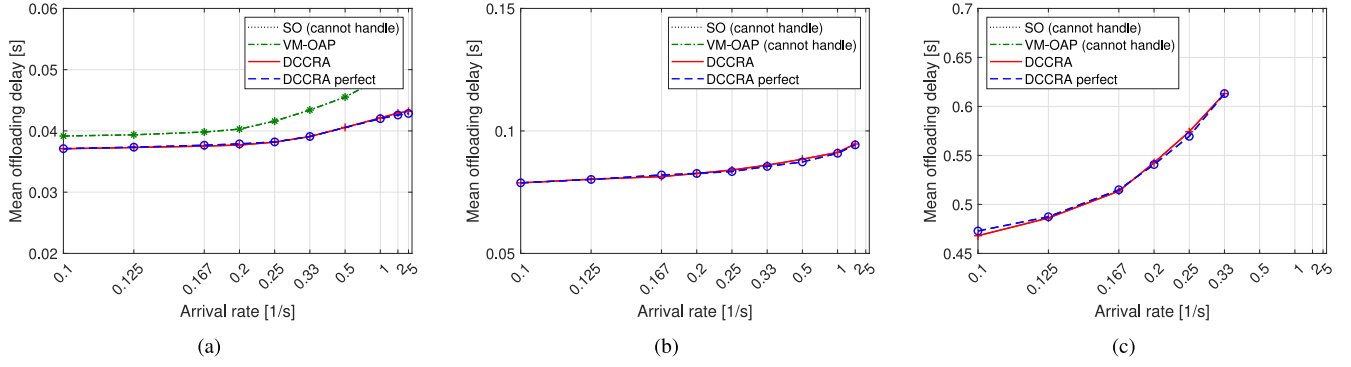 0.06
0.05
0.04
0.03
0.02
Mean offloading delay [s]
SO (cannot handle)
VM-OAP
DCCRA
DCCRA perfect
0.1
0.125
0.167
0.2
0.25
0.33
0.5
1
2
5
Arrival rate [1/s]
(a)
0.15
0.1
0.05
Mean offloading delay [s]
SO (cannot handle)
VM-OAP (cannot handle)
DCCRA
DCCRA perfect
0.1
0.125
0.167
0.2
0.25
0.33
0.5
1
2
5
Arrival rate [1/s]
(b)
0.7
0.65
0.6
0.55
0.5
0.45
Mean offloading delay [s]
SO (cannot handle)
VM-OAP (cannot handle)
DCCRA
DCCRA perfect
0.1
0.125
0.167
0.2
0.25
0.33
0.5
1
2
5
Arrival rate [1/s]
(c)